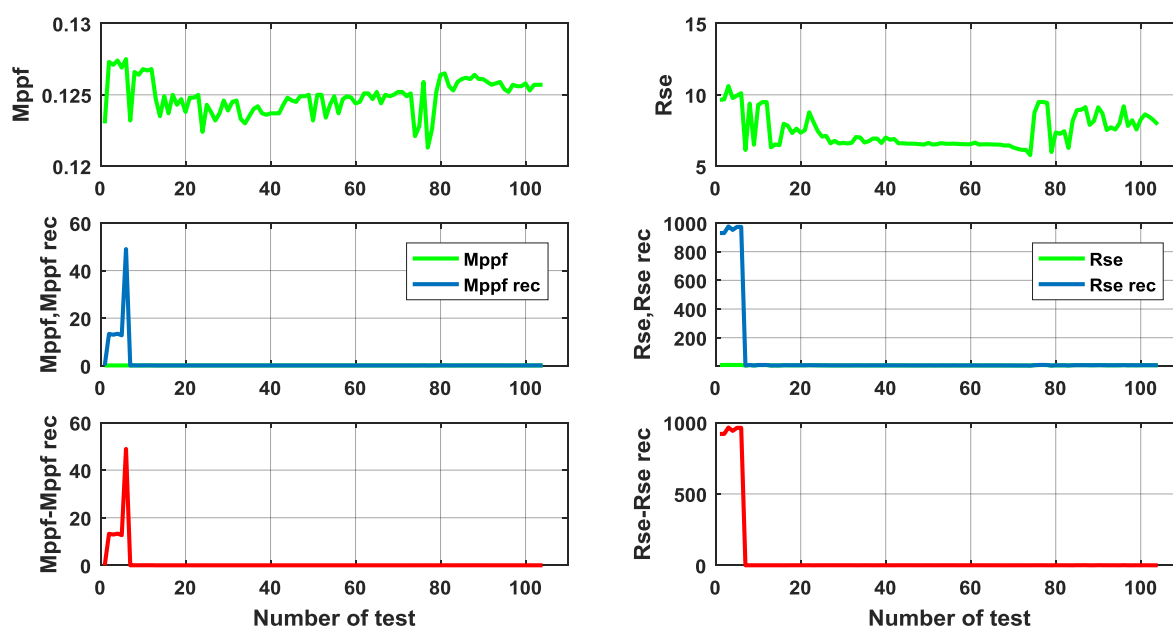 0.13
0.125
0.12
Mppf
0 20 40 60 80 100
15
10
5
Rse
0 20 40 60 80 100
60
40
20
0
Mppf,Mppf rec
Mppf
Mppf rec
0 20 40 60 80 100
1000
800
600
400
200
Rse,Rse rec
Rse
Rse rec
0 20 40 60 80 100
60
40
20
0
Mppf-Mppf rec
0 20 40 60 80 100
Number of test
1000
500
0
Rse-Rse rec
0 20 40 60 80 100
Number of test